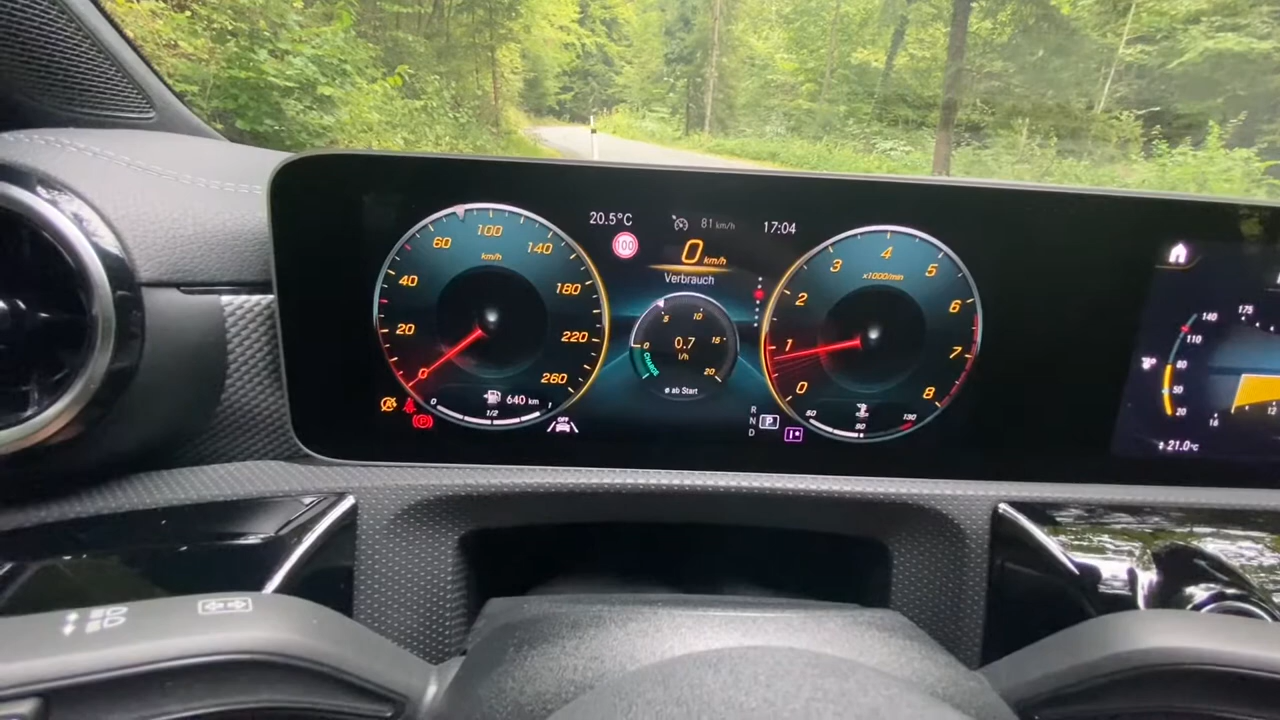 20.5°C
81 km/h
17:04
100
0 km/h
Verbrauch
0 20 40 60 100 140 180 220 260
km/h
640 km
0 1/2 1
0 5 10 15 20
0.7
l/h
CHARGE
ø ab Start
OFF
0 1 2 3 4 5 6 7 8
x1000/min
50 90 130
R
N
D
P
P
140
110
80
50
20
175
16
12
21.0°C